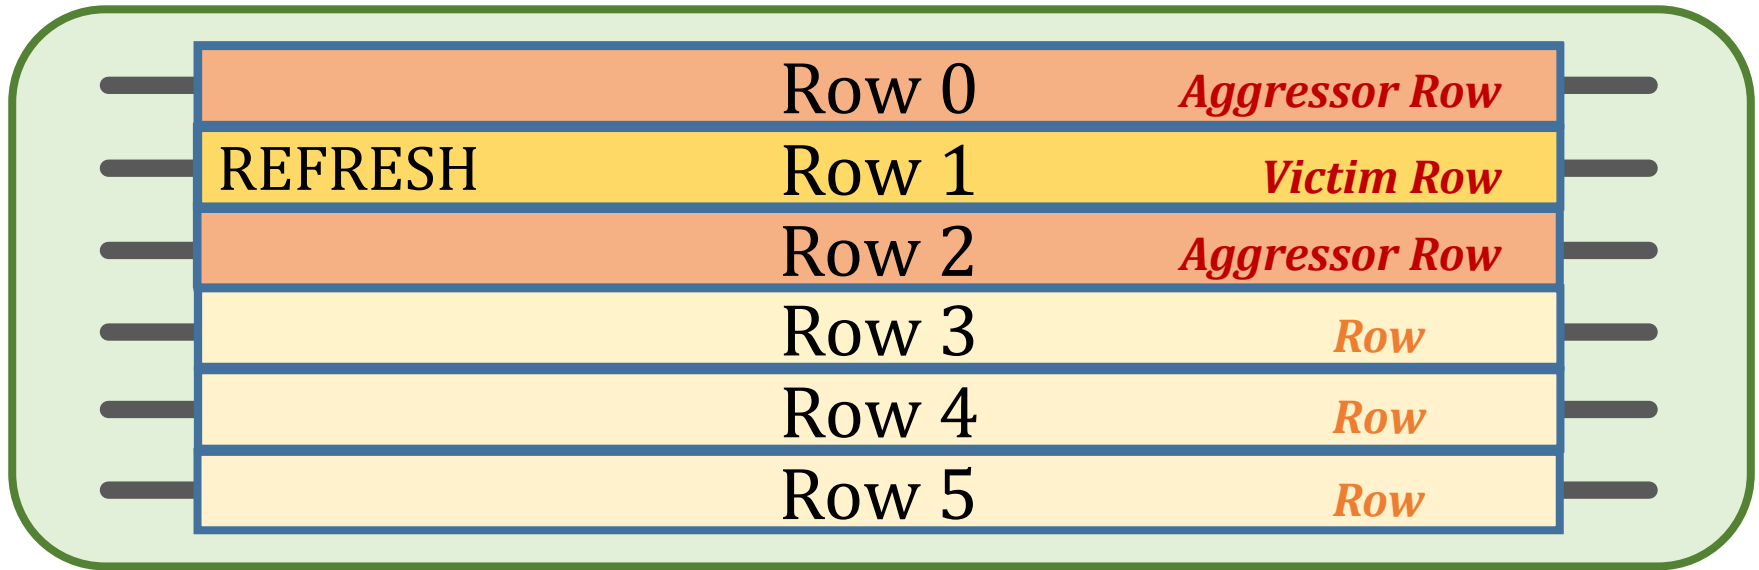 Row 0 Aggressor Row
REFRESH Row 1 Victim Row
Row 2 Aggressor Row
Row 3 Row
Row 4 Row
Row 5 Row